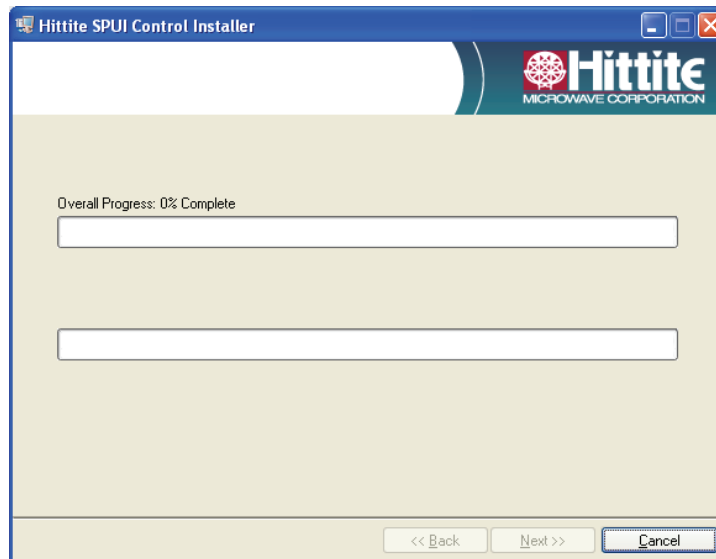 Hittite SPUI Control Installer
Hittite
MICROWAVE CORPORATION
Overall Progress: 0% Complete
<< Back
Next >>
Cancel